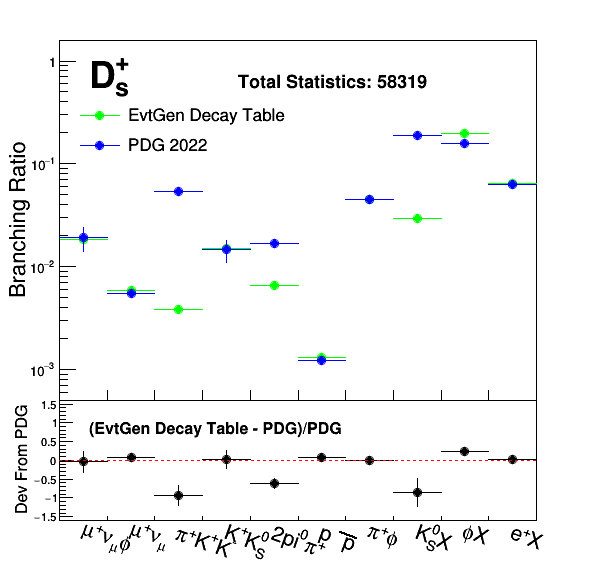 D_s^+
Total Statistics: 58319
EvtGen Decay Table
PDG 2022
Branching Ratio
1
10^−1
10^−2
10^−3
Dev From PDG
(EvtGen Decay Table - PDG)/PDG
1.5
1
0.5
0
−0.5
−1
−1.5
μ^+ν_μϕ
μ^+ν_μ
π^+K^+K^-
K^+K_S^0
2pi^0π^+
p p̅
π^+ϕ
K_S^0X
ϕX
e^+X